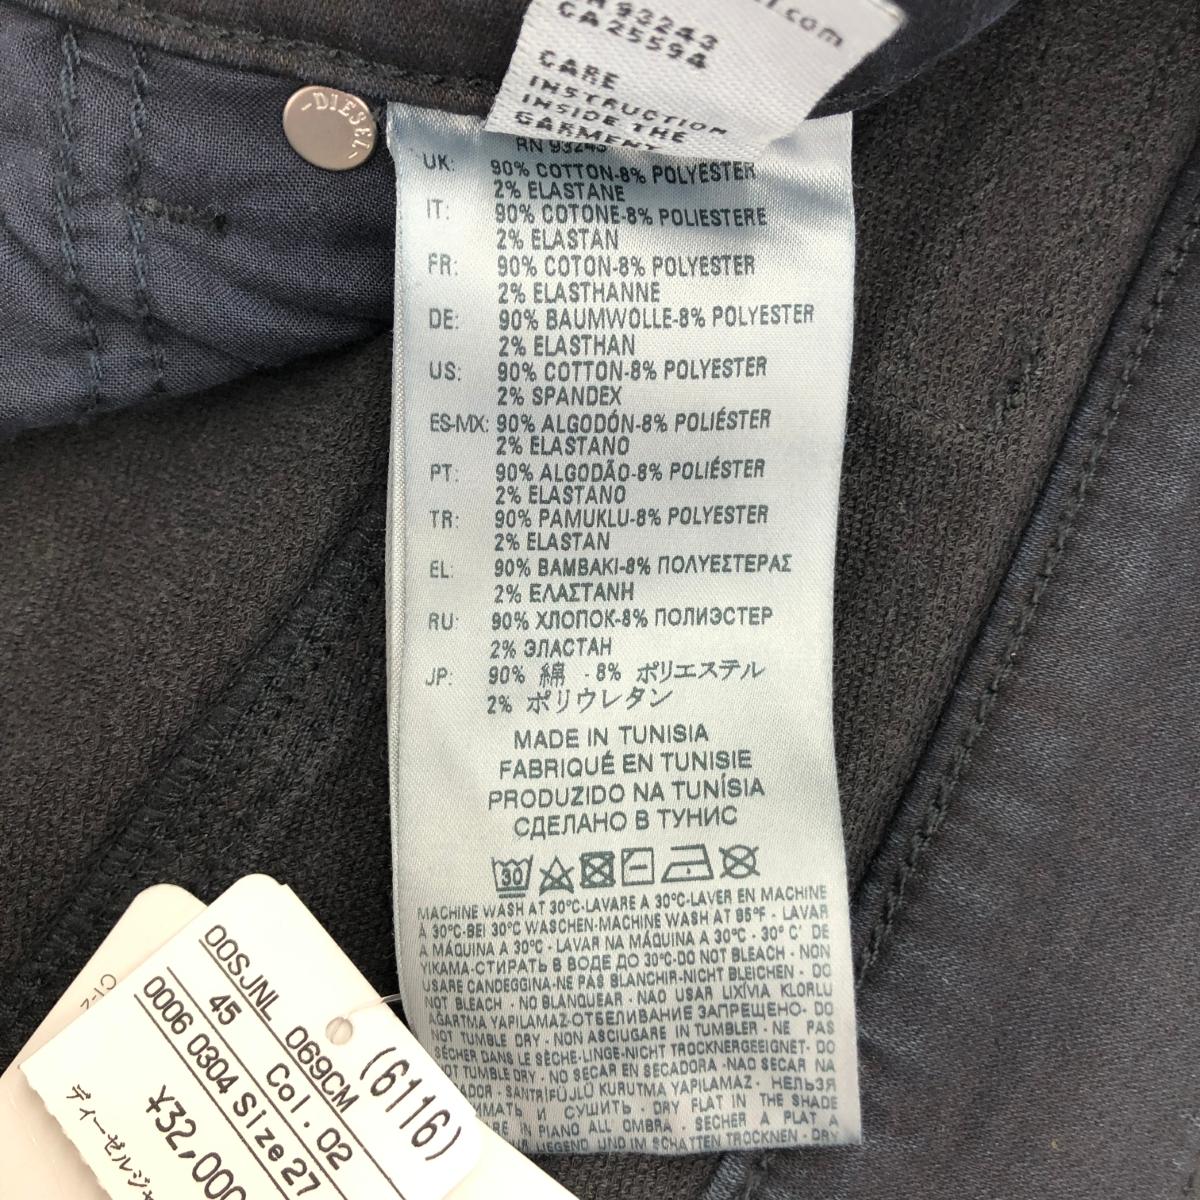 -DIESEL-
.com
93243
CA25594
CARE
INSTRUCTION
INSIDE THE
GARMENT
RN 93243
UK: 90% COTTON-8% POLYESTER
2% ELASTANE
IT: 90% COTONE-8% POLIESTERE
2% ELASTAN
FR: 90% COTON-8% POLYESTER
2% ELASTHANNE
DE: 90% BAUMWOLLE-8% POLYESTER
2% ELASTHAN
US: 90% COTTON-8% POLYESTER
2% SPANDEX
ES-MX: 90% ALGODÓN-8% POLIÉSTER
2% ELASTANO
PT: 90% ALGODÃO-8% POLIÉSTER
2% ELASTANO
TR: 90% PAMUKLU-8% POLYESTER
2% ELASTAN
EL: 90% ΒΑΜΒΑΚΙ-8% ΠΟΛΥΕΣΤΕΡΑΣ
2% ΕΛΑΣΤΑΝΗ
RU: 90% ХЛОПОК-8% ПОЛИЭСТЕР
2% ЭЛАСТАН
JP: 90% 綿 - 8% ポリエステル
2% ポリウレタン
MADE IN TUNISIA
FABRIQUÉ EN TUNISIE
PRODUZIDO NA TUNÍSIA
СДЕЛАНО В ТУНИС
30
MACHINE WASH AT 30°C-LAVARE A 30°C-LAVER EN MACHINE
À 30°C-BEI 30°C WASCHEN-MACHINE WASH AT 85°F - LAVAR
A MÁQUINA A 30°C - LAVAR NA MÁQUINA A 30°C - 30° C' DE
YIKAMA-СТИРАТЬ В ВОДЕ ДО 30°C-DO NOT BLEACH - NON
USARE CANDEGGINA-NE PAS BLANCHIR-NICHT BLEICHEN - DO
NOT BLEACH - NO BLANQUEAR - NAO USAR LIXÍVIA KLORLU
AĞARTMA YAPILAMAZ-ОТБЕЛИВАНИЕ ЗАПРЕЩЕНО- DO
NOT TUMBLE DRY - NON ASCIUGARE IN TUMBLER - NE PAS
SÉCHER DANS LE SÈCHE-LINGE-NICHT TROCKNERGEEIGNET- DO
NOT TUMBLE DRY - NO SECAR EN SECADORA -NAO SECAR NA
- SANTRİFÜJLÜ KURUTMA YAPILAMAZ - НЕЛЬЗЯ
И СУШИТЬ - DRY FLAT IN THE SHADE
IN PIANO ALL OMBRA - SÉCHER A PLAT A
LIEGEND UND IM SCHATTEN TROCKNEN - DRY
(6116)
00SJNL 069CM
45 Col. 02
0006 0304 Size 27
¥32,000
ディーゼルジャ